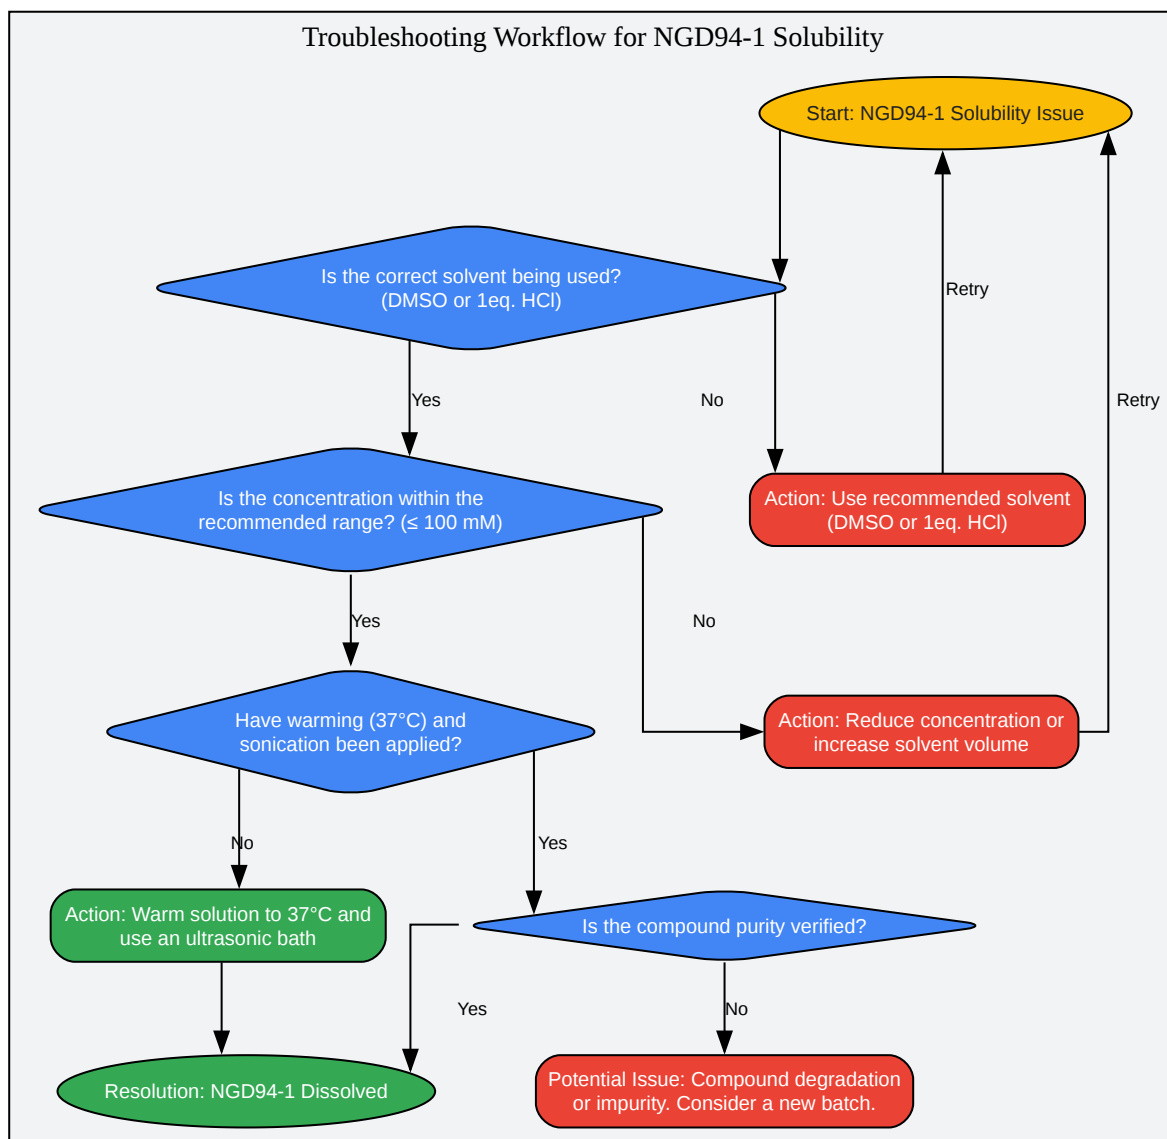 Troubleshooting Workflow for NGD94-1 Solubility
Start: NGD94-1 Solubility Issue
Is the correct solvent being used?
(DMSO or 1eq. HCl)
Retry
Yes
No
Retry
Is the concentration within the
recommended range? (≤ 100 mM)
Action: Use recommended solvent
(DMSO or 1eq. HCl)
Yes
No
Have warming (37°C) and
sonication been applied?
Action: Reduce concentration or
increase solvent volume
No
Yes
Action: Warm solution to 37°C and
use an ultrasonic bath
Is the compound purity verified?
Yes
No
Resolution: NGD94-1 Dissolved
Potential Issue: Compound degradation
or impurity. Consider a new batch.